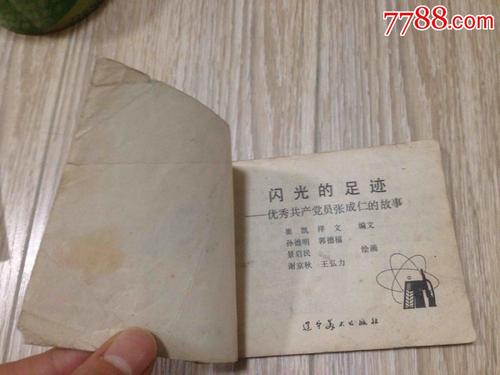 7788.com
闪光的足迹
——优秀共产党员张成仁的故事
崔凯 祥文 编文
孙德明 郭德福
景启民 绘画
谢京秋 王弘力
辽宁美术出版社